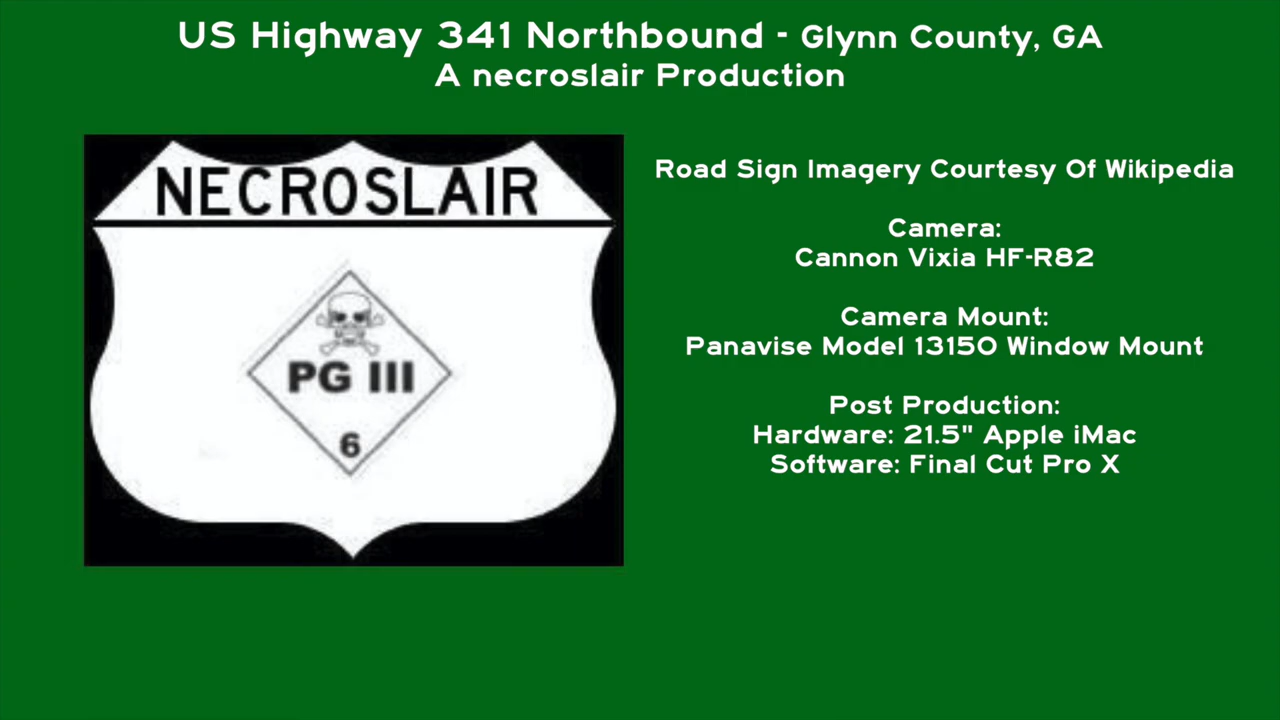 US Highway 341 Northbound - Glynn County, GA
A necroslair Production
NECROSLAIR
PG III
6
Road Sign Imagery Courtesy Of Wikipedia
Camera:
Cannon Vixia HF-R82
Camera Mount:
Panavise Model 13150 Window Mount
Post Production:
Hardware: 21.5" Apple iMac
Software: Final Cut Pro X